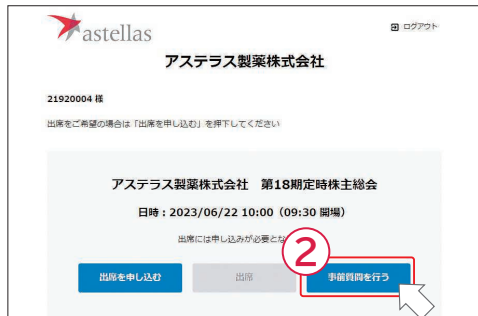 astellas
ログアウト
アステラス製薬株式会社
21920004 様
出席をご希望の場合は「出席を申し込む」を押下してください
アステラス製薬株式会社 第18期定時株主総会
日時：2023/06/22 10:00（09:30 開場）
出席には申し込みが必要とな
②
出席を申し込む 出席 事前質問を行う